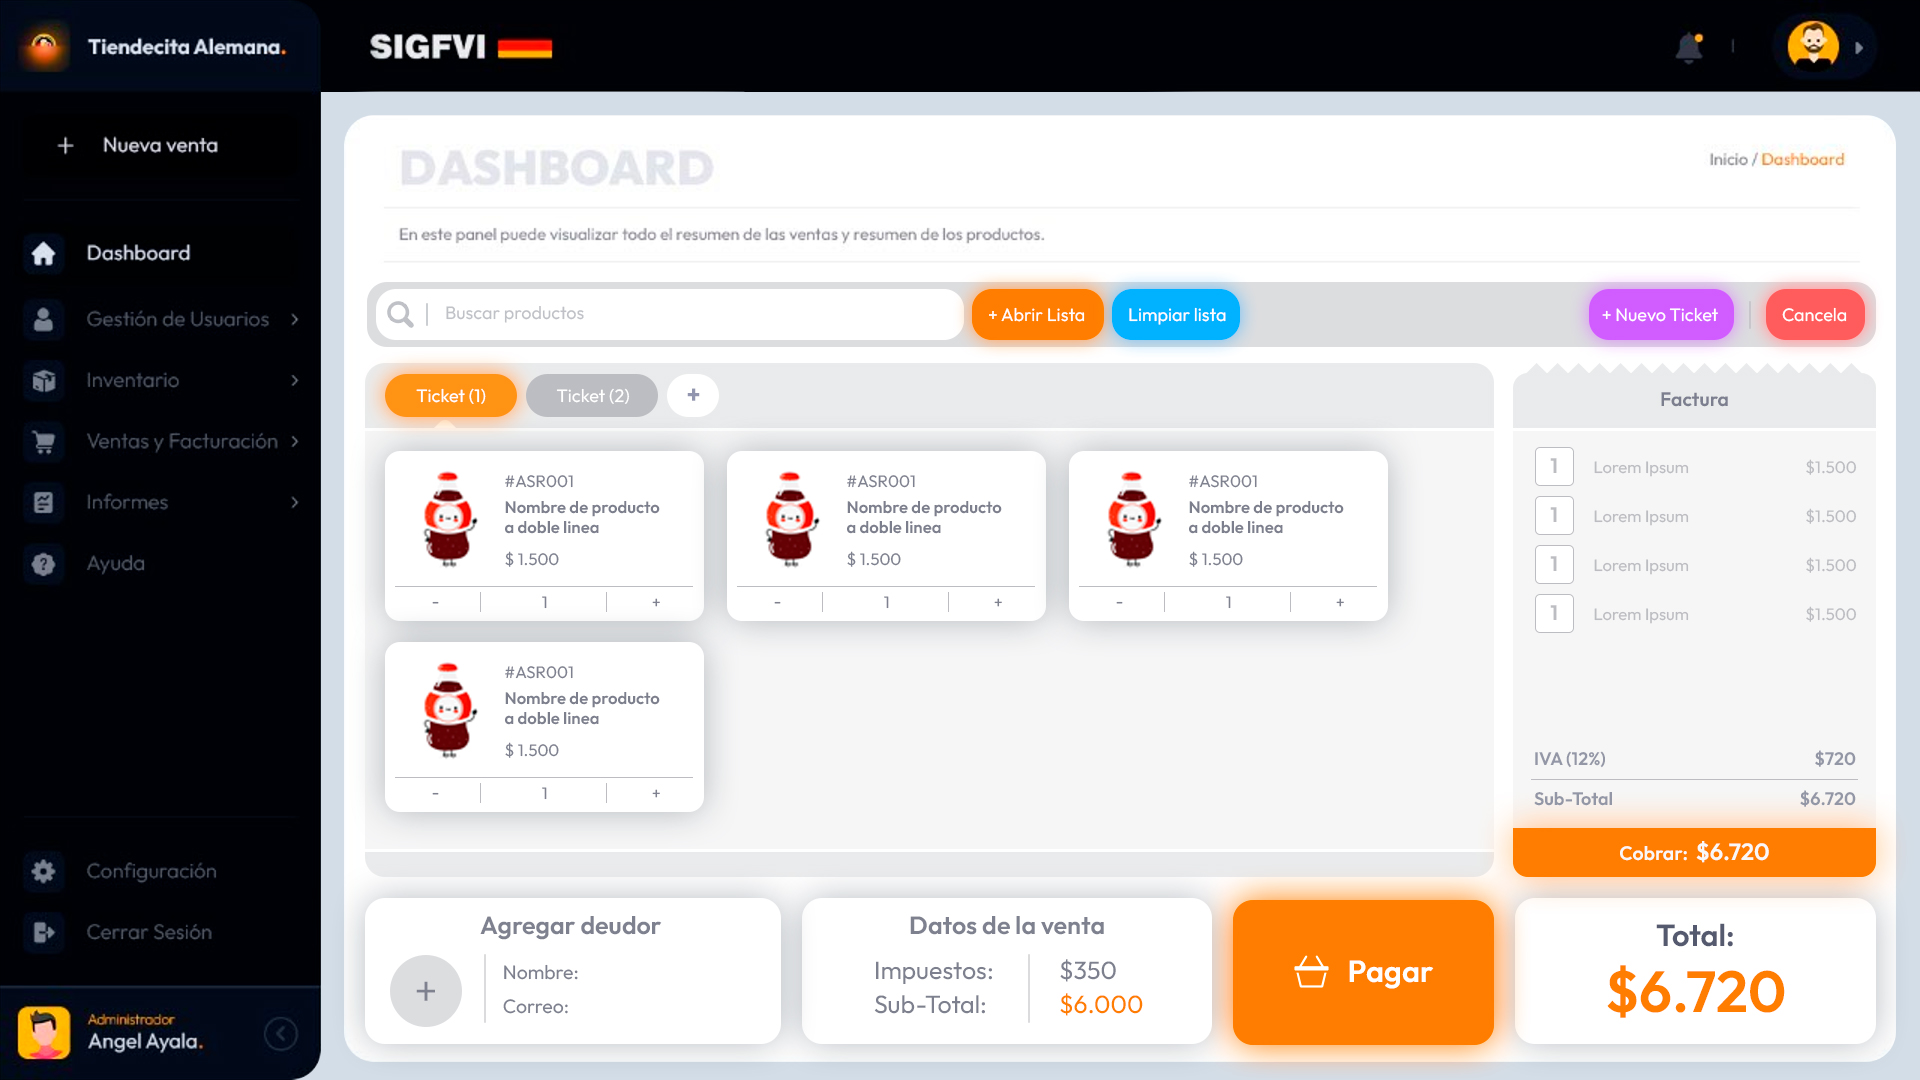 Tiendecita Alemana.
SIGFVI
+ Nueva venta
Dashboard
Gestión de Usuarios
Inventario
Ventas y Facturación
Informes
Ayuda
Configuración
Cerrar Sesión
Administrador
Angel Ayala.
DASHBOARD
Inicio / Dashboard
En este panel puede visualizar todo el resumen de las ventas y resumen de los productos.
Buscar productos
+ Abrir Lista
Limpiar lista
+ Nuevo Ticket
Cancela
Ticket (1)
Ticket (2)
+
#ASR001
Nombre de producto
a doble linea
$ 1.500
- 1 +
#ASR001
Nombre de producto
a doble linea
$ 1.500
- 1 +
#ASR001
Nombre de producto
a doble linea
$ 1.500
- 1 +
#ASR001
Nombre de producto
a doble linea
$ 1.500
- 1 +
Factura
1 Lorem Ipsum $1.500
1 Lorem Ipsum $1.500
1 Lorem Ipsum $1.500
1 Lorem Ipsum $1.500
IVA (12%) $720
Sub-Total $6.720
Cobrar: $6.720
Agregar deudor
+
Nombre:
Correo:
Datos de la venta
Impuestos: $350
Sub-Total: $6.000
Pagar
Total:
$6.720